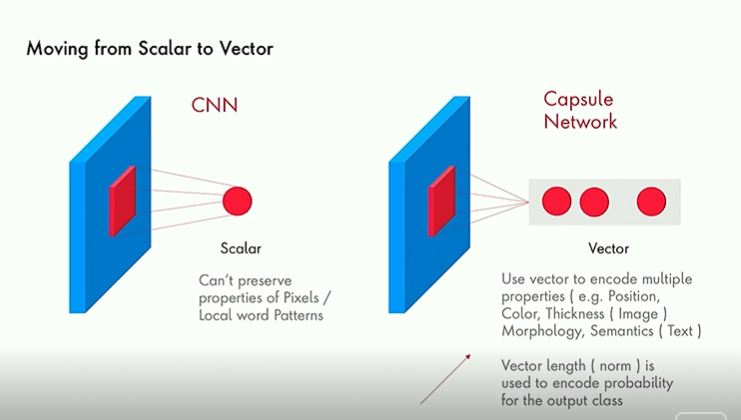 Moving from Scalar to Vector
CNN
Scalar
Can't preserve
properties of Pixels /
Local word Patterns
Capsule
Network
Vector
Use vector to encode multiple
properties ( e.g. Position,
Color, Thickness ( Image )
Morphology, Semantics ( Text )
Vector length ( norm ) is
used to encode probability
for the output class